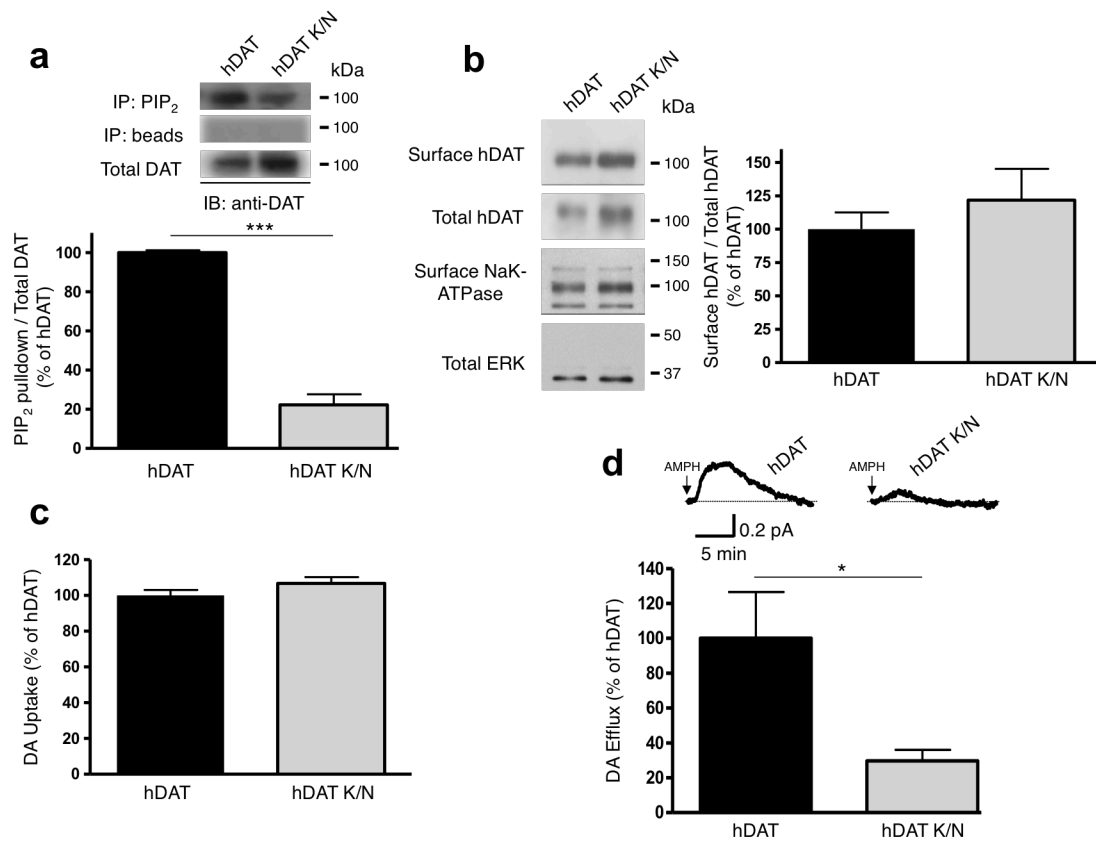 a
hDAT
hDAT K/N
kDa
IP: PIP2
100
IP: beads
100
Total DAT
100
IB: anti-DAT
***
PIP2 pulldown / Total DAT
(% of hDAT)
100
80
60
40
20
0
hDAT
hDAT K/N
b
hDAT
hDAT K/N
kDa
Surface hDAT
100
Total hDAT
100
Surface NaK-
ATPase
150
100
Total ERK
50
37
Surface hDAT / Total hDAT
(% of hDAT)
150
125
100
75
50
25
0
hDAT
hDAT K/N
c
DA Uptake (% of hDAT)
120
100
80
60
40
20
0
hDAT
hDAT K/N
d
AMPH
hDAT
AMPH
hDAT K/N
0.2 pA
5 min
*
DA Efflux (% of hDAT)
140
120
100
80
60
40
20
0
hDAT
hDAT K/N